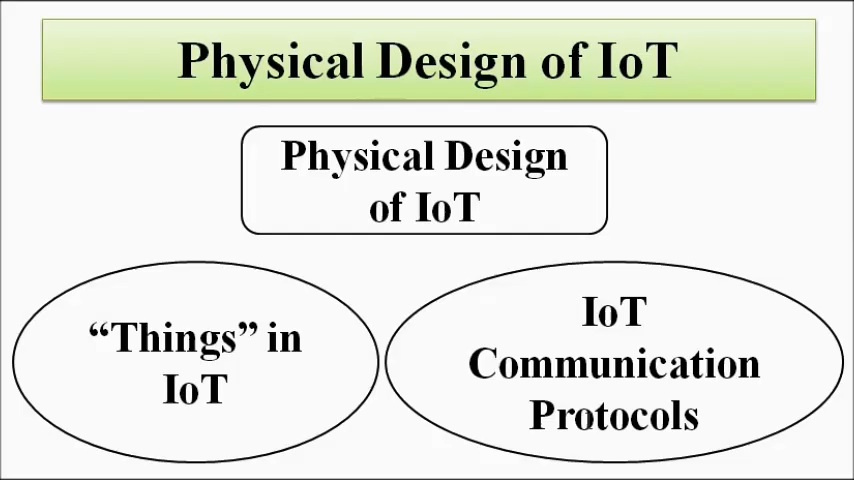 Physical Design of IoT
Physical Design
of IoT
“Things” in
IoT
IoT
Communication
Protocols